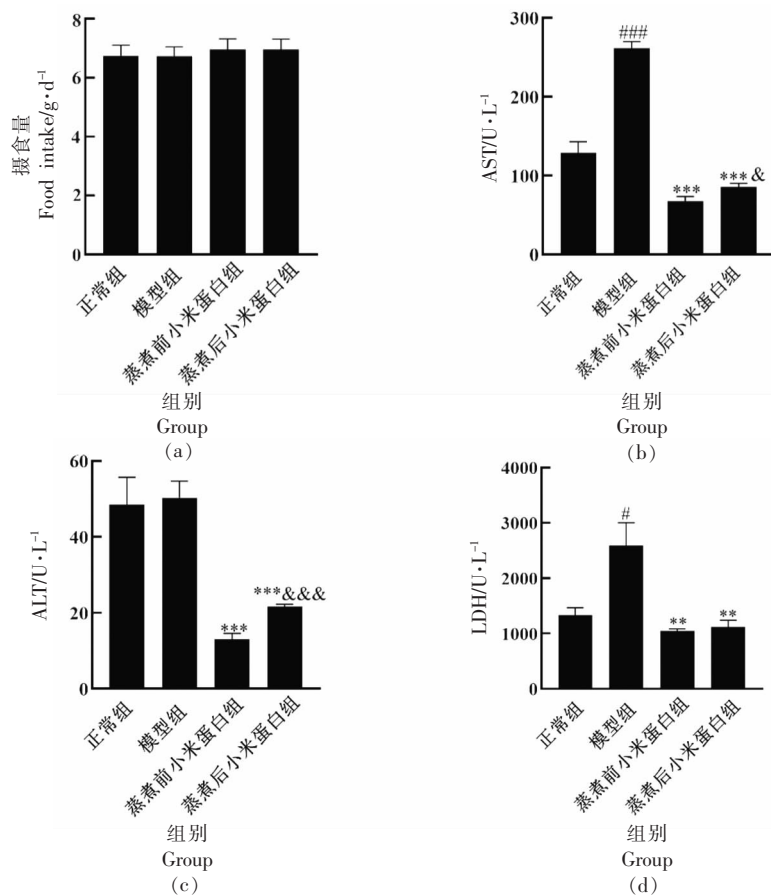 8
6
4
2
0
摄食量
Food intake/g·d⁻¹
正常组
模型组
蒸煮前小米蛋白组
蒸煮后小米蛋白组
组别
Group
(a)
300
200
100
0
AST/U·L⁻¹
###
***
***&
正常组
模型组
蒸煮前小米蛋白组
蒸煮后小米蛋白组
组别
Group
(b)
60
40
20
0
ALT/U·L⁻¹
***
***&&&
正常组
模型组
蒸煮前小米蛋白组
蒸煮后小米蛋白组
组别
Group
(c)
4000
3000
2000
1000
0
LDH/U·L⁻¹
#
**
**
正常组
模型组
蒸煮前小米蛋白组
蒸煮后小米蛋白组
组别
Group
(d)